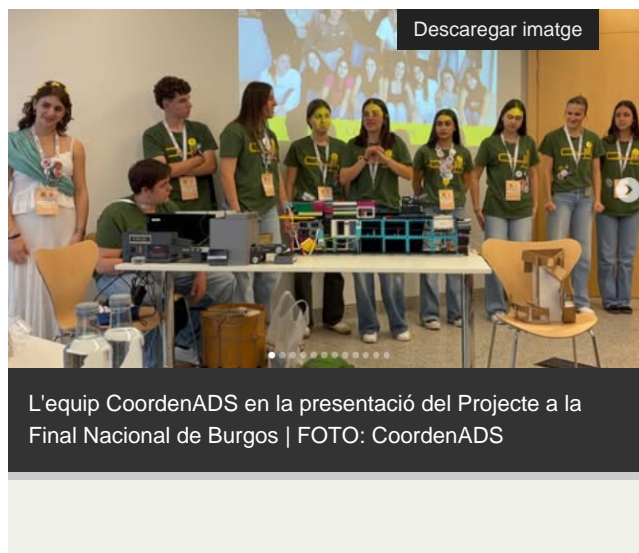 Descaregar imatge
L'equip CoordenADS en la presentació del Projecte a la
Final Nacional de Burgos | FOTO: CoordenADS